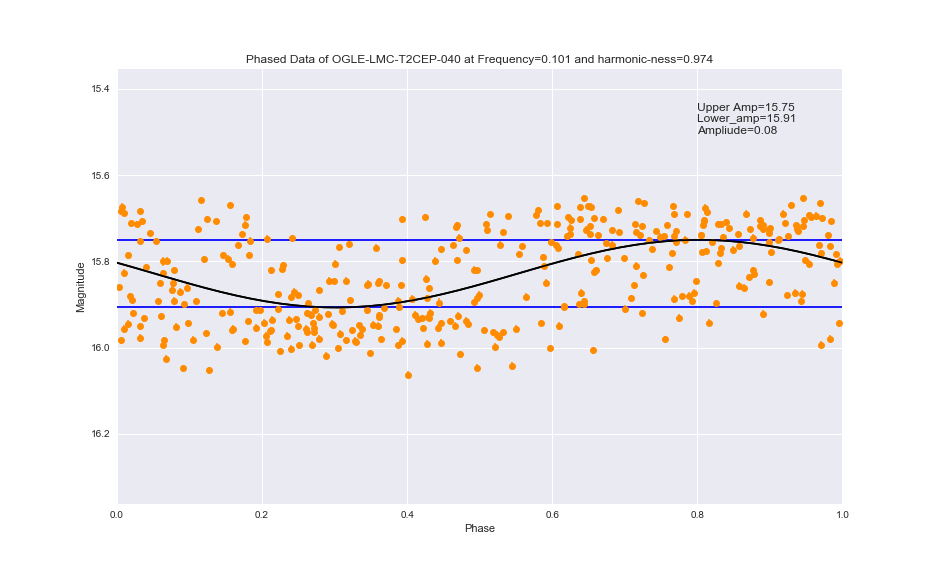 Phased Data of OGLE-LMC-T2CEP-040 at Frequency=0.101 and harmonic-ness=0.974
Upper Amp=15.75
Lower_amp=15.91
Ampliude=0.08
15.4
15.6
15.8
16.0
16.2
Magnitude
0.0 0.2 0.4 0.6 0.8 1.0
Phase